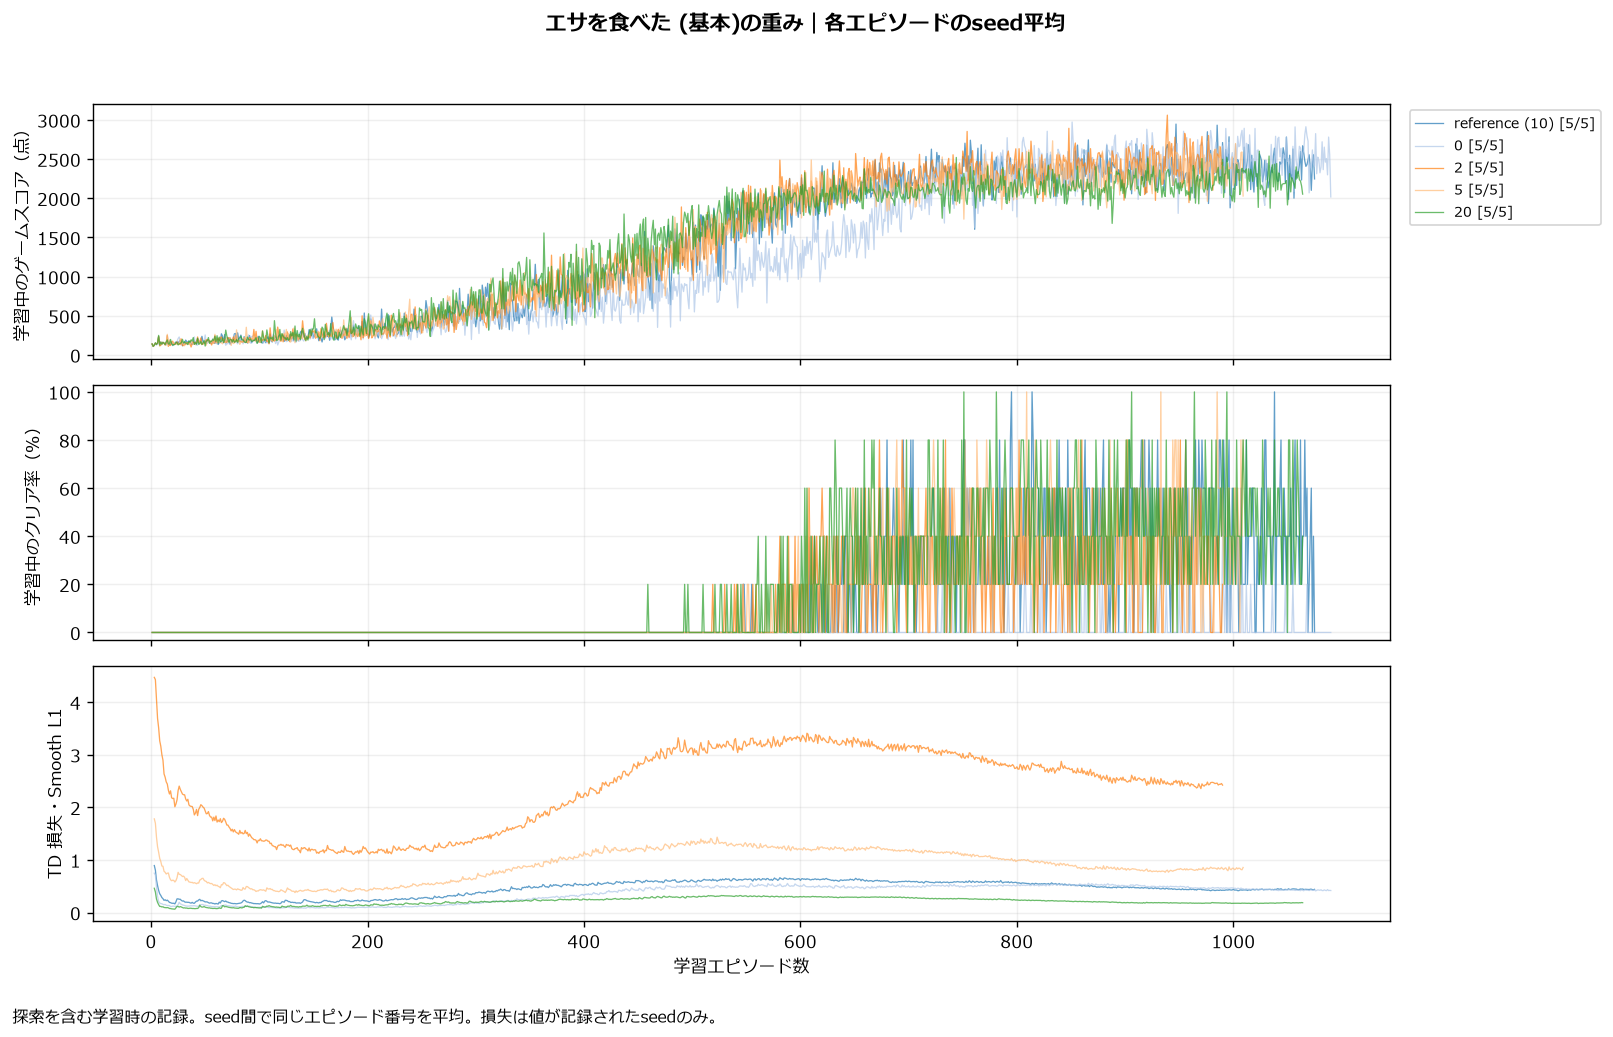 エサを食べた (基本)の重み｜各エピソードのseed平均
学習中のゲームスコア（点）
3000
2500
2000
1500
1000
500
0
reference (10) [5/5]
0 [5/5]
2 [5/5]
5 [5/5]
20 [5/5]
学習中のクリア率（%）
100
80
60
40
20
0
TD 損失・Smooth L1
4
3
2
1
0
0 200 400 600 800 1000
学習エピソード数
探索を含む学習時の記録。seed間で同じエピソード番号を平均。損失は値が記録されたseedのみ。